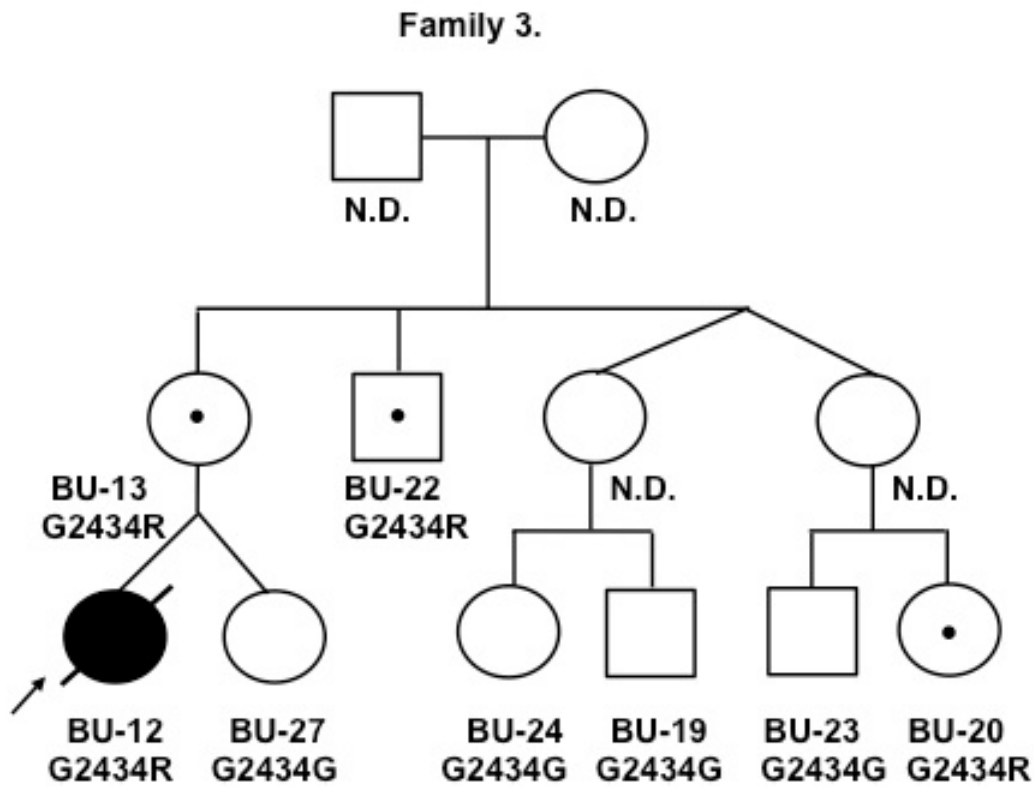 Family 3.
N.D. N.D.
BU-13 BU-22 N.D. N.D.
G2434R G2434R
BU-12 BU-27 BU-24 BU-19 BU-23 BU-20
G2434R G2434G G2434G G2434G G2434G G2434R